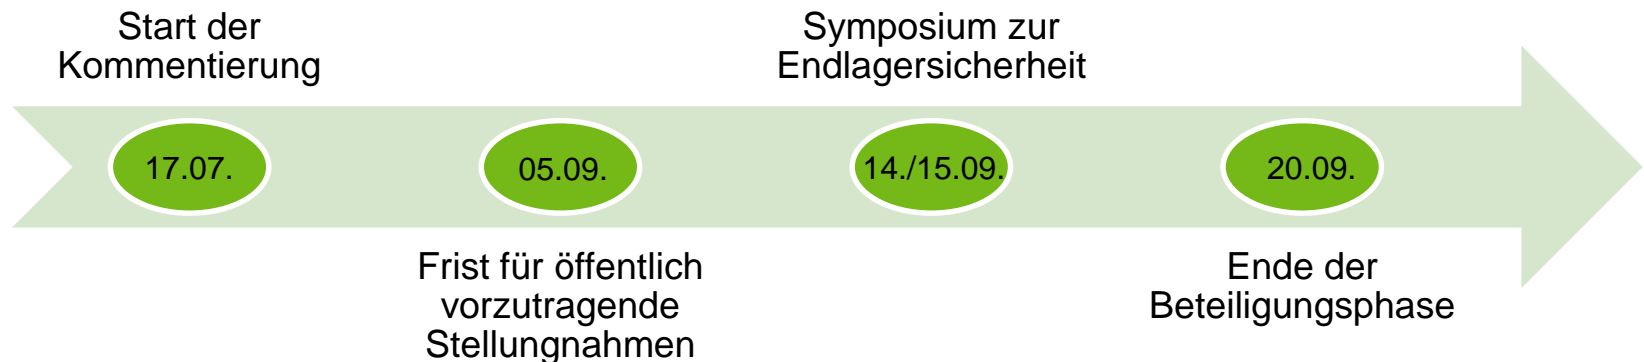 Start der
Kommentierung
Symposium zur
Endlagersicherheit
17.07.
05.09.
14./15.09.
20.09.
Frist für öffentlich
vorzutragende
Stellungnahmen
Ende der
Beteiligungsphase